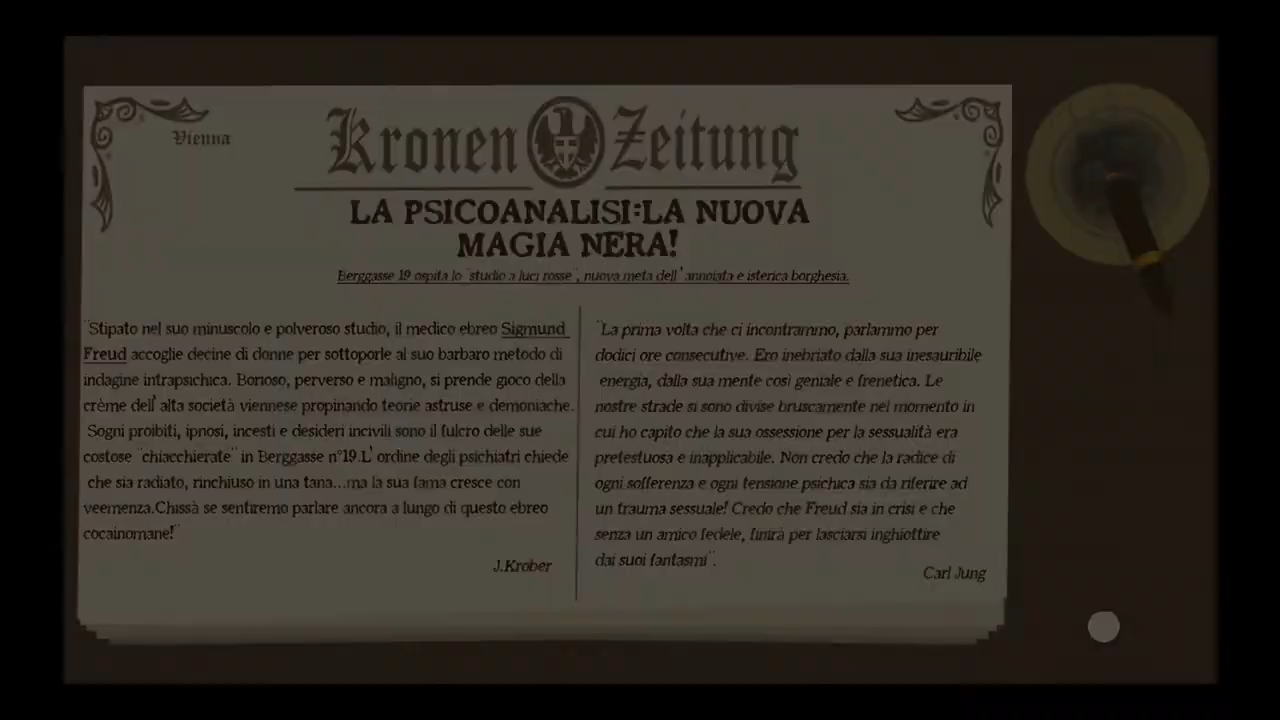 Vienna
Kronen Zeitung
LA PSICOANALISI:LA NUOVA
MAGIA NERA!
Berggasse 19 ospita lo "studio a luci rosse", nuova meta dell'annoiata e isterica borghesia.
"Stipato nel suo minuscolo e polveroso studio, il medico ebreo Sigmund
Freud accoglie decine di donne per sottoporle al suo barbaro metodo di
indagine intrapsichica. Borioso, perverso e maligno, si prende gioco della
crème dell'alta società viennese propinando teorie astruse e demoniache.
Sogni proibiti, ipnosi, incesti e desideri incivili sono il fulcro delle sue
costose "chiacchierate" in Berggasse n°19.L'ordine degli psichiatri chiede
che sia radiato, rinchiuso in una tana...ma la sua fama cresce con
veemenza.Chissà se sentiremo parlare ancora a lungo di questo ebreo
cocainomane!"
J.Krober
"La prima volta che ci incontrammo, parlammo per
dodici ore consecutive. Ero inebriato dalla sua inesauribile
energia, dalla sua mente così geniale e frenetica. Le
nostre strade si sono divise bruscamente nel momento in
cui ho capito che la sua ossessione per la sessualità era
pretestuosa e inapplicabile. Non credo che la radice di
ogni sofferenza e ogni tensione psichica sia da riferire ad
un trauma sessuale! Credo che Freud sia in crisi e che
senza un amico fedele, finirà per lasciarsi inghiottire
dai suoi fantasmi".
Carl Jung